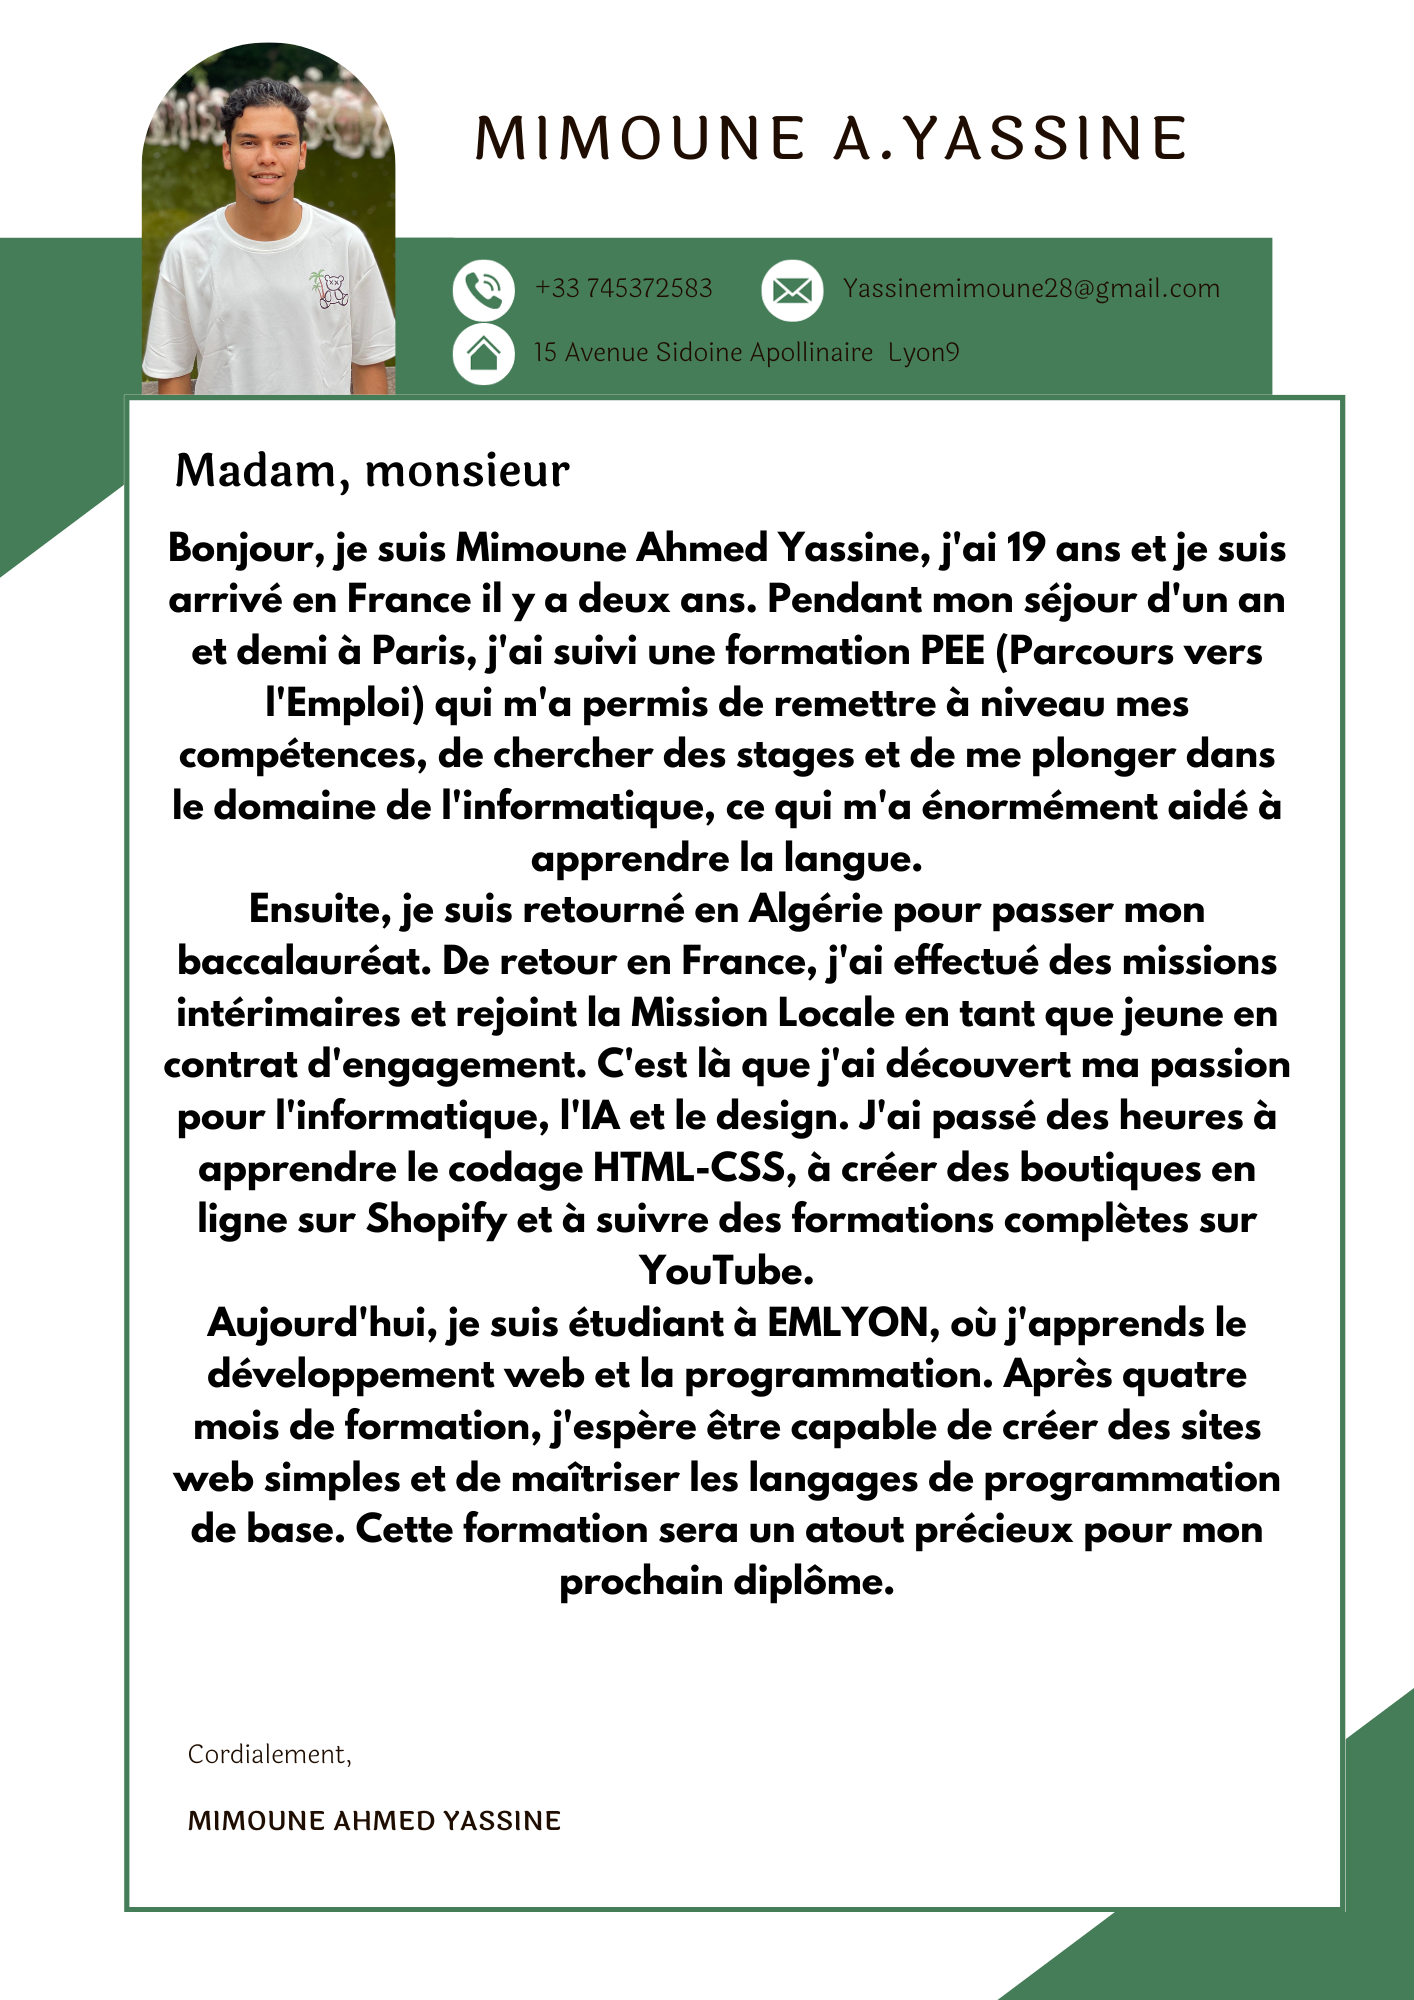 MIMOUNE A.YASSINE
+33 745372583
Yassinemimoune28@gmail.com
15 Avenue Sidoine Apollinaire Lyon9
Madam, monsieur
Bonjour, je suis Mimoune Ahmed Yassine, j'ai 19 ans et je suis
arrivé en France il y a deux ans. Pendant mon séjour d'un an
et demi à Paris, j'ai suivi une formation PEE (Parcours vers
l'Emploi) qui m'a permis de remettre à niveau mes
compétences, de chercher des stages et de me plonger dans
le domaine de l'informatique, ce qui m'a énormément aidé à
apprendre la langue.
Ensuite, je suis retourné en Algérie pour passer mon
baccalauréat. De retour en France, j'ai effectué des missions
intérimaires et rejoint la Mission Locale en tant que jeune en
contrat d'engagement. C'est là que j'ai découvert ma passion
pour l'informatique, l'IA et le design. J'ai passé des heures à
apprendre le codage HTML-CSS, à créer des boutiques en
ligne sur Shopify et à suivre des formations complètes sur
YouTube.
Aujourd'hui, je suis étudiant à EMLYON, où j'apprends le
développement web et la programmation. Après quatre
mois de formation, j'espère être capable de créer des sites
web simples et de maîtriser les langages de programmation
de base. Cette formation sera un atout précieux pour mon
prochain diplôme.
Cordialement,
MIMOUNE AHMED YASSINE